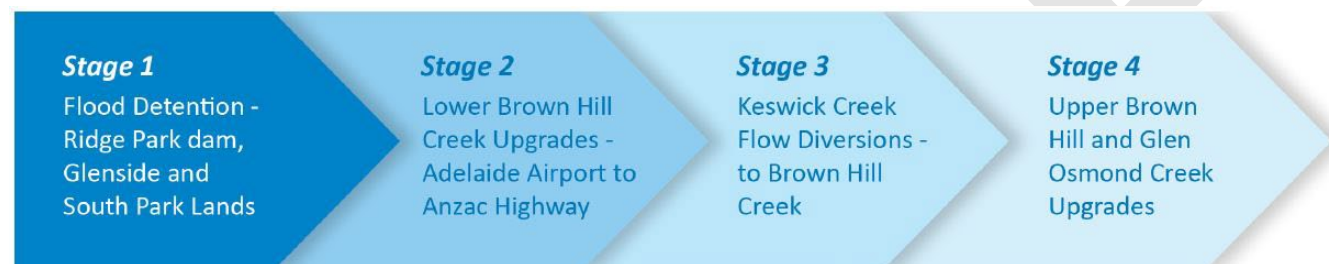 Stage 1
Flood Detention -
Ridge Park dam,
Glenside and
South Park Lands
Stage 2
Lower Brown Hill
Creek Upgrades -
Adelaide Airport to
Anzac Highway
Stage 3
Keswick Creek
Flow Diversions -
to Brown Hill
Creek
Stage 4
Upper Brown
Hill and Glen
Osmond Creek
Upgrades